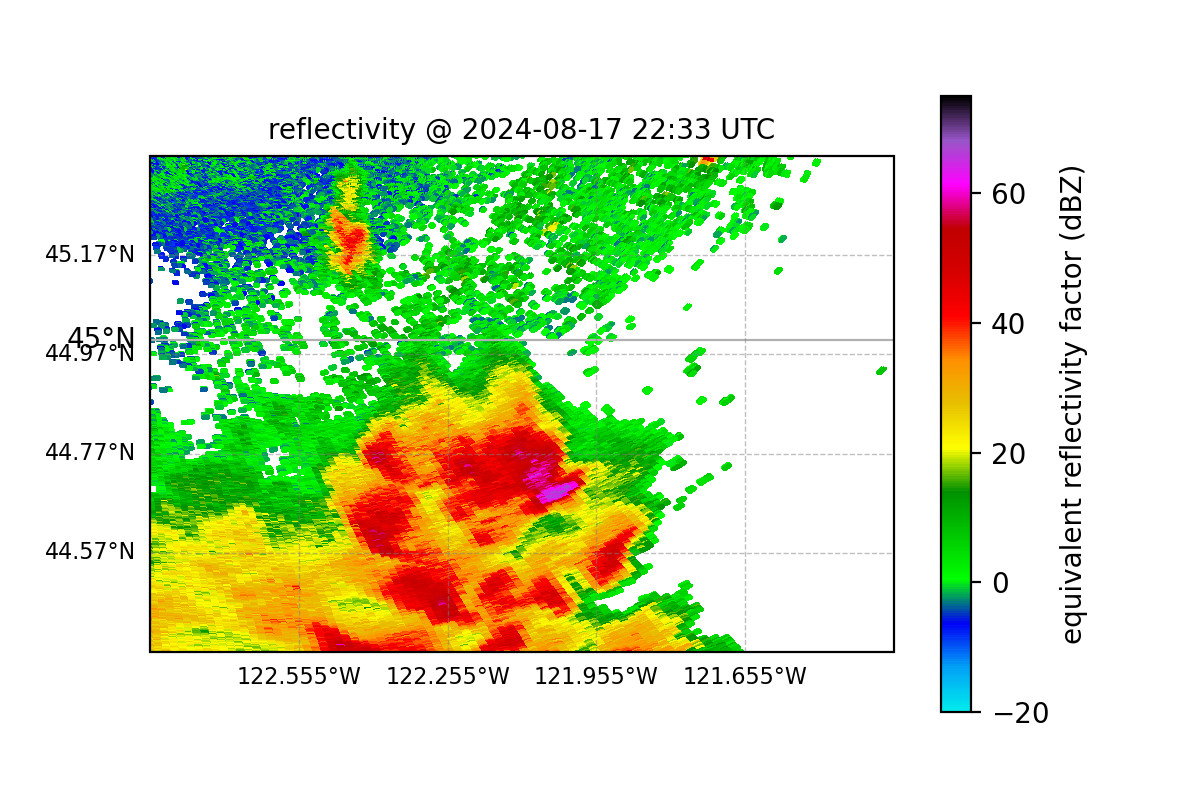 reflectivity @ 2024-08-17 22:33 UTC
45.17°N
45°N
44.97°N
44.77°N
44.57°N
122.555°W 122.255°W 121.955°W 121.655°W
60
40
20
0
−20
equivalent reflectivity factor (dBZ)